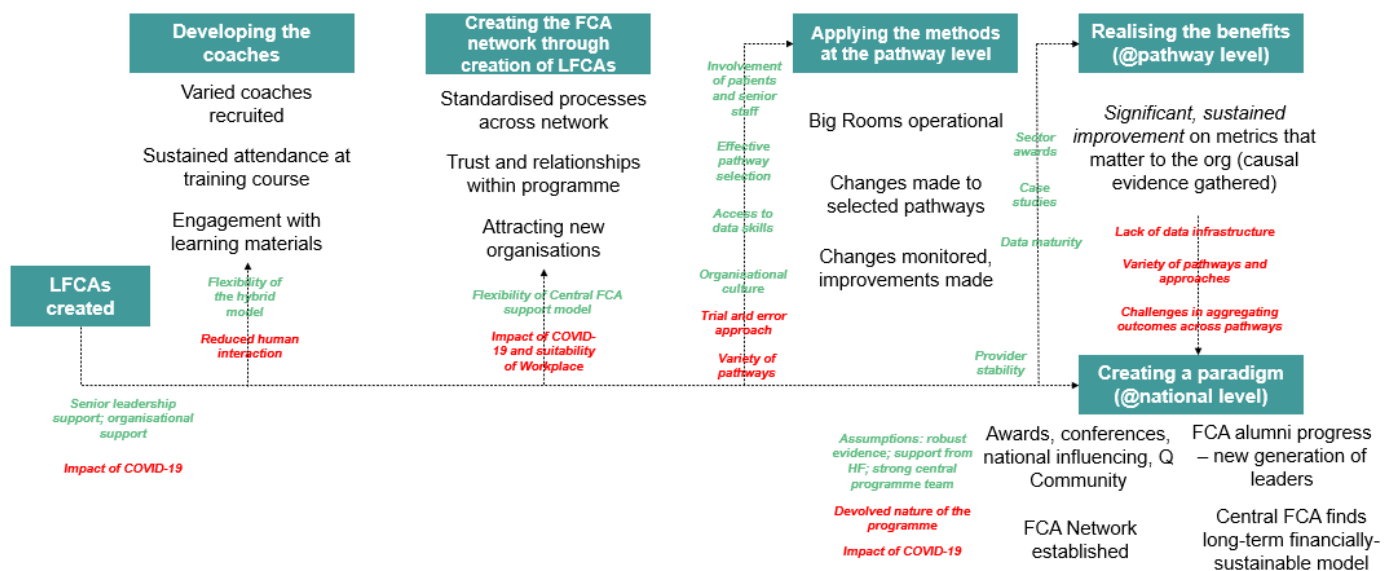 Developing the
coaches
Varied coaches
recruited
Sustained attendance at
training course
Engagement with
learning materials
Flexibility of
the hybrid
model
Reduced human
interaction
LFCAs
created
Senior leadership
support; organisational
support
Impact of COVID-19
Creating the FCA
network through
creation of LFCAs
Standardised processes
across network
Trust and relationships
within programme
Attracting new
organisations
Flexibility of Central FCA
support model
Impact of COVID-
19 and suitability
of Workplace
Involvement
of patients
and senior
staff
Effective
pathway
selection
Access to
data skills
Organisational
culture
Trial and error
approach
Variety of
pathways
Applying the methods
at the pathway level
Big Rooms operational
Changes made to
selected pathways
Changes monitored,
improvements made
Sector
awards
Case
studies
Data maturity
Provider
stability
Realising the benefits
(@pathway level)
Significant, sustained
improvement on metrics that
matter to the org (causal
evidence gathered)
Lack of data infrastructure
Variety of pathways and
approaches
Challenges in aggregating
outcomes across pathways
Creating a paradigm
(@national level)
Assumptions: robust
evidence; support from
HF; strong central
programme team
Devolved nature of the
programme
Impact of COVID-19
Awards, conferences,
national influencing, Q
Community
FCA Network
established
FCA alumni progress
– new generation of
leaders
Central FCA finds
long-term financially-
sustainable model